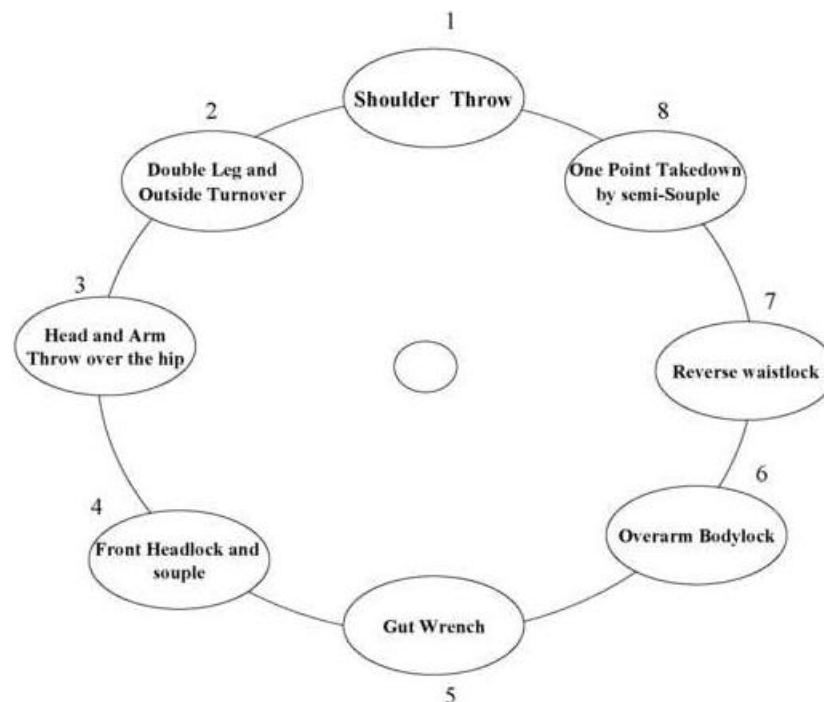 1
Shoulder Throw
2
Double Leg and
Outside Turnover
3
Head and Arm
Throw over the hip
4
Front Headlock and
souple
5
Gut Wrench
6
Overarm Bodylock
7
Reverse waistlock
8
One Point Takedown
by semi-Souple